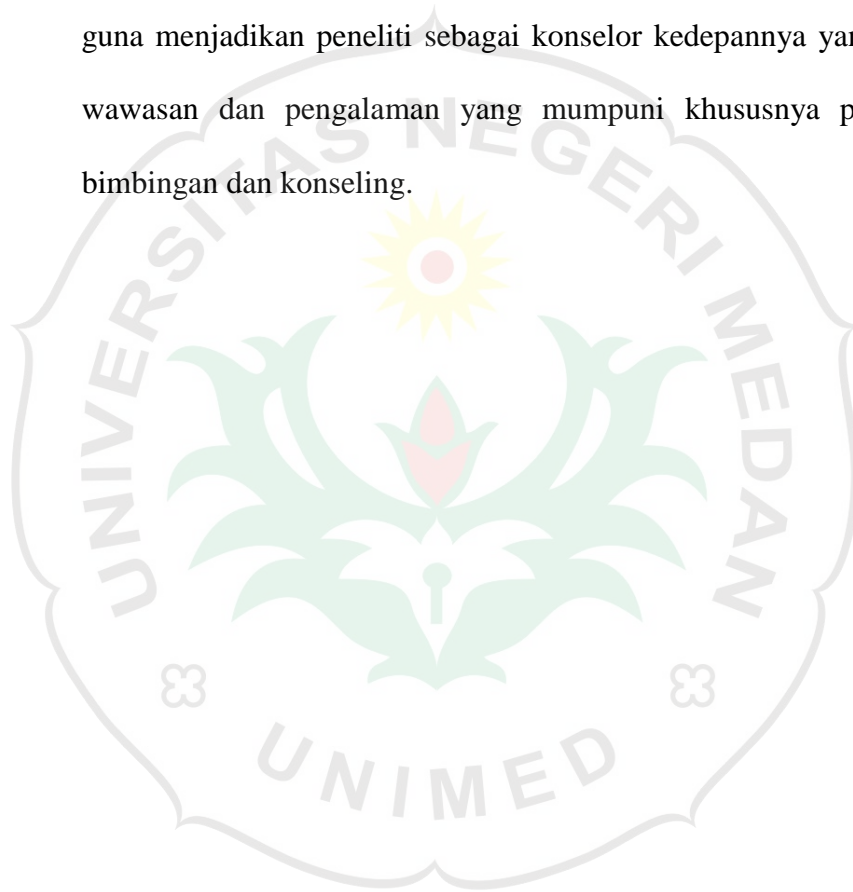 guna menjadikan peneliti sebagai konselor kedepannya
wawasan dan pengalaman yang mumpuni khususnya
bimbingan dan konseling.
UNIVERSITAS NEGERI MEDAN
UNIMED